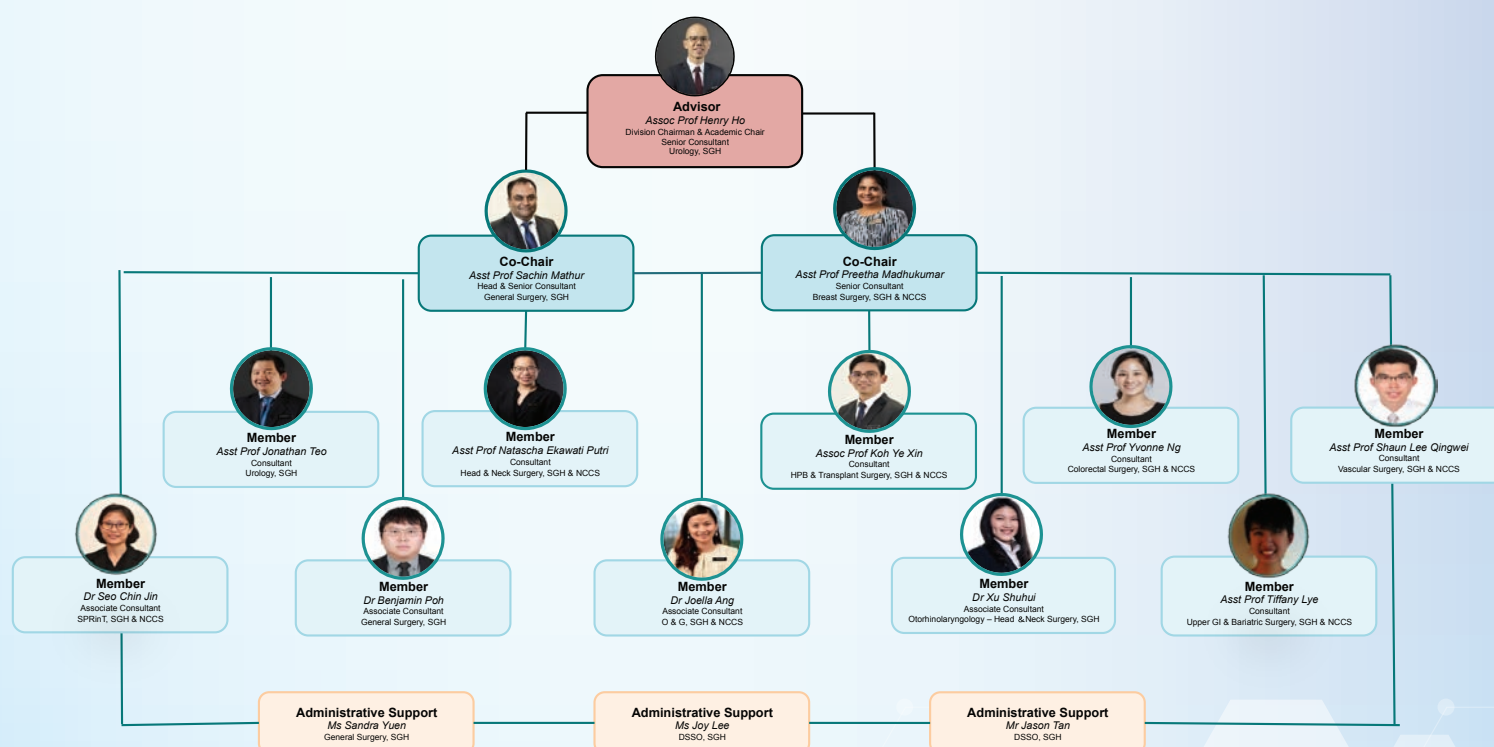 Advisor
Assoc Prof Henry Ho
Division Chairman & Academic Chair
Senior Consultant
Urology, SGH
Co-Chair
Asst Prof Sachin Mathur
Head & Senior Consultant
General Surgery, SGH
Co-Chair
Asst Prof Preetha Madhukumar
Senior Consultant
Breast Surgery, SGH & NCCS
Member
Asst Prof Jonathan Teo
Consultant
Urology, SGH
Member
Asst Prof Natascha Ekawati Putri
Consultant
Head & Neck Surgery, SGH & NCCS
Member
Assoc Prof Koh Ye Xin
Consultant
HPB & Transplant Surgery, SGH & NCCS
Member
Asst Prof Yvonne Ng
Consultant
Colorectal Surgery, SGH & NCCS
Member
Asst Prof Shaun Lee Qingwei
Consultant
Vascular Surgery, SGH & NCCS
Member
Dr Seo Chin Jin
Associate Consultant
SPRinT, SGH & NCCS
Member
Dr Benjamin Poh
Associate Consultant
General Surgery, SGH
Member
Dr Joella Ang
Associate Consultant
O & G, SGH & NCCS
Member
Dr Xu Shuhui
Associate Consultant
Otorhinolaryngology – Head &Neck Surgery, SGH
Member
Asst Prof Tiffany Lye
Consultant
Upper GI & Bariatric Surgery, SGH & NCCS
Administrative Support
Ms Sandra Yuen
General Surgery, SGH
Administrative Support
Ms Joy Lee
DSSO, SGH
Administrative Support
Mr Jason Tan
DSSO, SGH